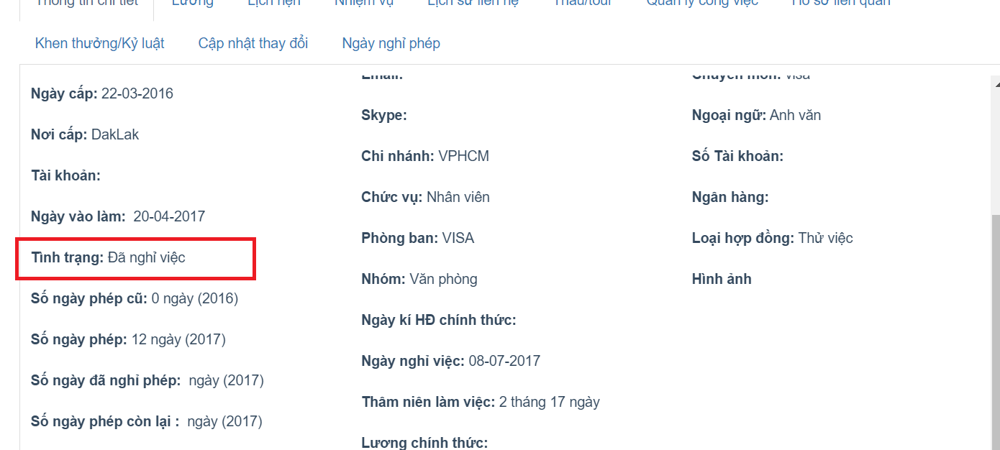 Thông tin chi tiết Lương Lịch hẹn Nhiệm vụ Lịch sử liên hệ Thầu/tour Quản lý công việc Hồ sơ liên quan
Khen thưởng/Kỷ luật Cập nhật thay đổi Ngày nghỉ phép
Ngày cấp: 22-03-2016
Nơi cấp: DakLak
Tài khoản:
Ngày vào làm: 20-04-2017
Tình trạng: Đã nghỉ việc
Số ngày phép cũ: 0 ngày (2016)
Số ngày phép: 12 ngày (2017)
Số ngày đã nghỉ phép: ngày (2017)
Số ngày phép còn lại : ngày (2017)
Email:
Skype:
Chi nhánh: VPHCM
Chức vụ: Nhân viên
Phòng ban: VISA
Nhóm: Văn phòng
Ngày kí HĐ chính thức:
Ngày nghỉ việc: 08-07-2017
Thâm niên làm việc: 2 tháng 17 ngày
Lương chính thức:
Chuyên môn: visa
Ngoại ngữ: Anh văn
Số Tài khoản:
Ngân hàng:
Loại hợp đồng: Thử việc
Hình ảnh